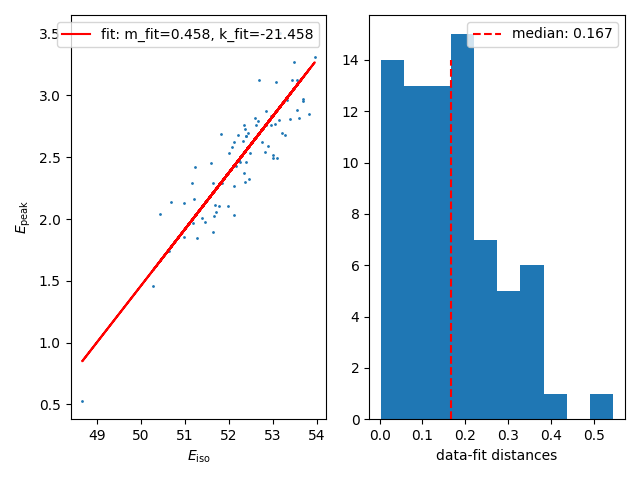 3.5
3.0
2.5
2.0
1.5
1.0
0.5
E_peak
fit: m_fit=0.458, k_fit=-21.458
49 50 51 52 53 54
E_iso
14
12
10
8
6
4
2
0
median: 0.167
0.0 0.1 0.2 0.3 0.4 0.5
data-fit distances